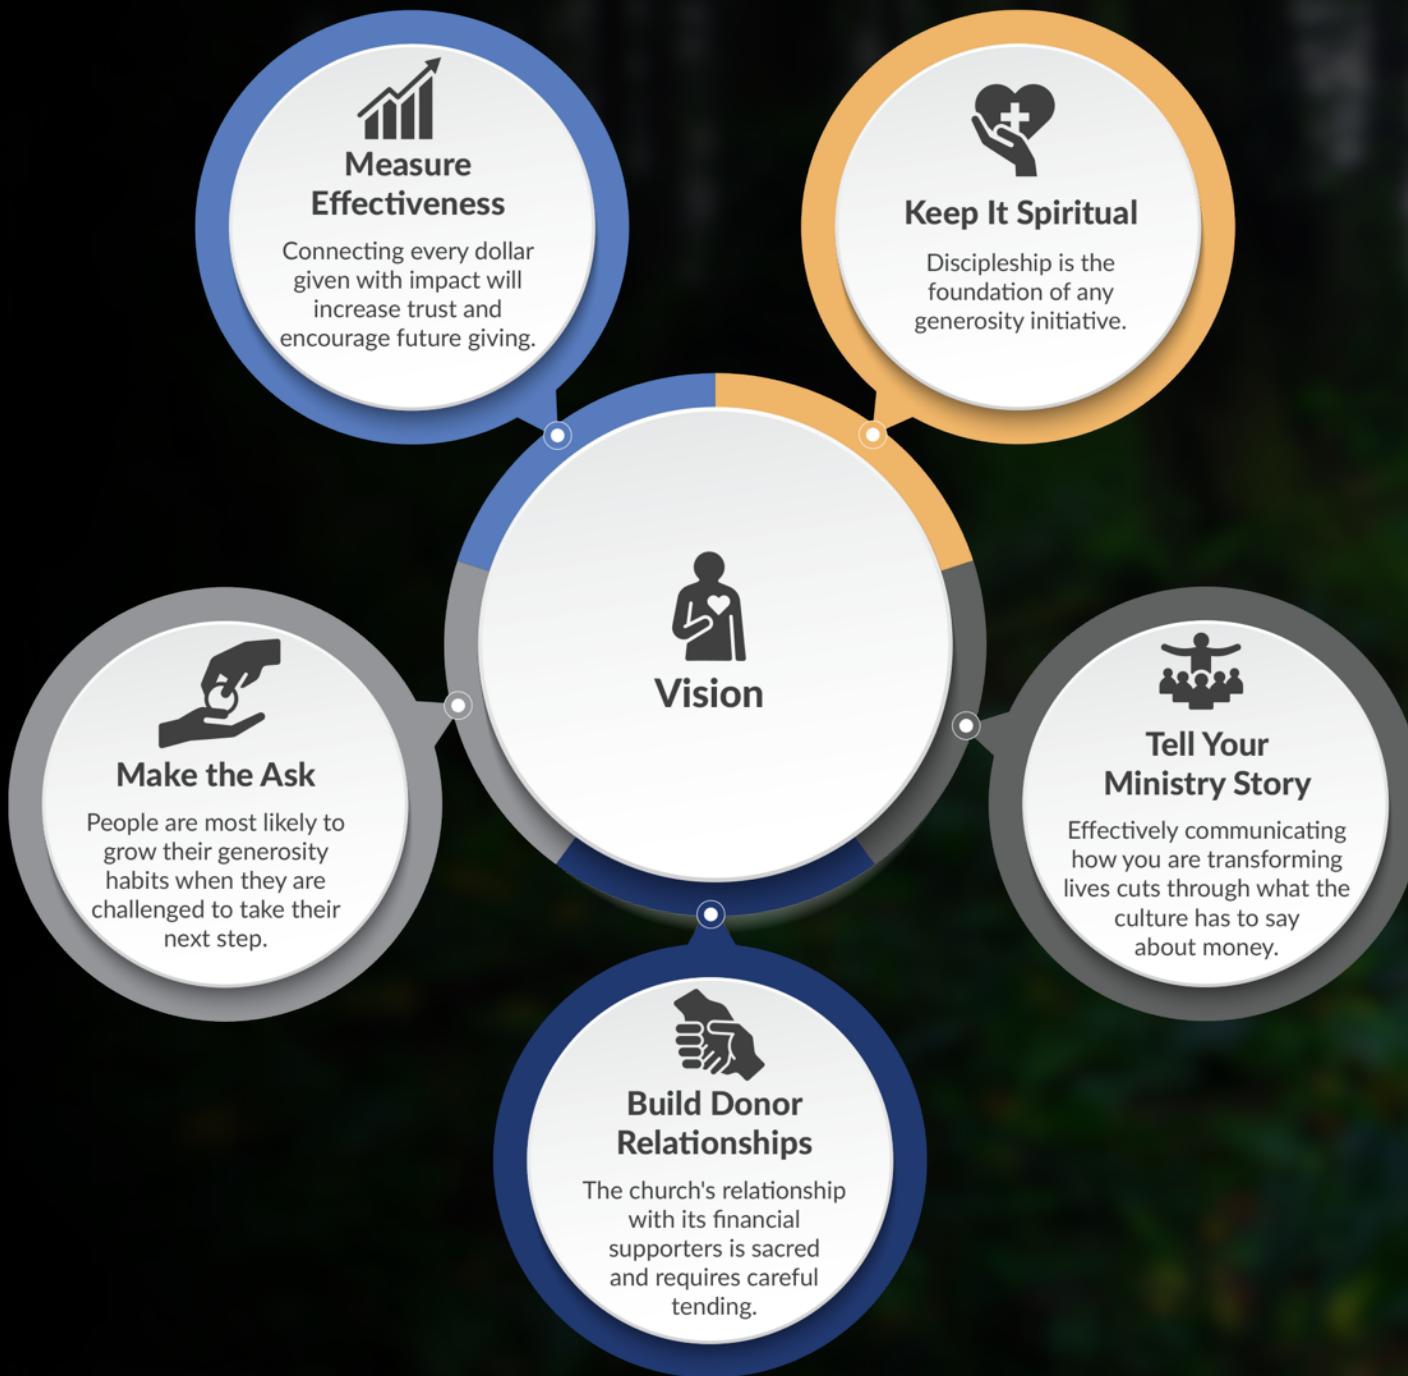 Measure
Effectiveness
Connecting every dollar
given with impact will
increase trust and
encourage future giving.
Keep It Spiritual
Discipleship is the
foundation of any
generosity initiative.
Vision
Make the Ask
People are most likely to
grow their generosity
habits when they are
challenged to take their
next step.
Tell Your
Ministry Story
Effectively communicating
how you are transforming
lives cuts through what the
culture has to say
about money.
Build Donor
Relationships
The church's relationship
with its financial
supporters is sacred
and requires careful
tending.